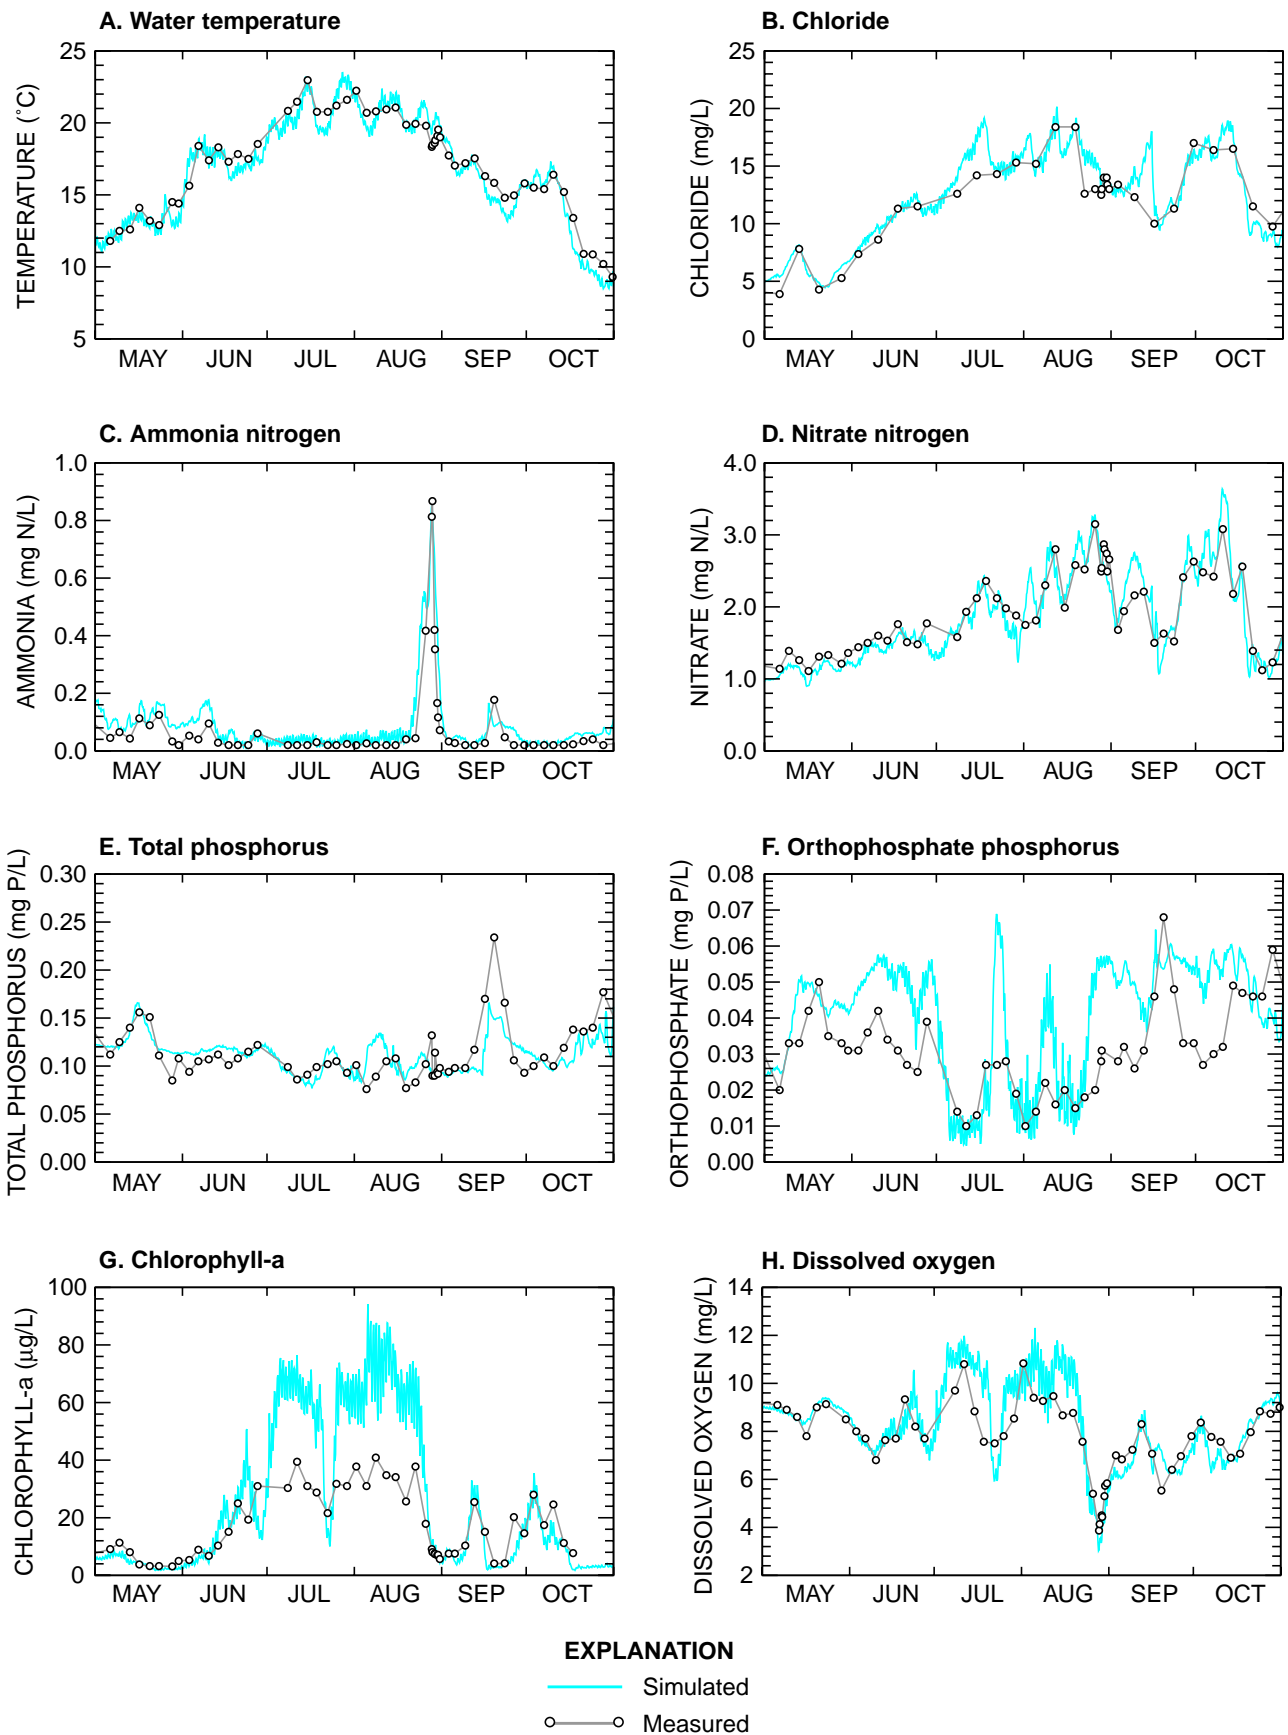 A. Water temperature
25
20
15
10
5
TEMPERATURE (˚C)
MAY JUN JUL AUG SEP OCT
B. Chloride
25
20
15
10
5
0
CHLORIDE (mg/L)
MAY JUN JUL AUG SEP OCT
C. Ammonia nitrogen
1.0
0.8
0.6
0.4
0.2
0.0
AMMONIA (mg N/L)
MAY JUN JUL AUG SEP OCT
D. Nitrate nitrogen
4.0
3.0
2.0
1.0
0.0
NITRATE (mg N/L)
MAY JUN JUL AUG SEP OCT
E. Total phosphorus
0.30
0.25
0.20
0.15
0.10
0.05
0.00
TOTAL PHOSPHORUS (mg P/L)
MAY JUN JUL AUG SEP OCT
F. Orthophosphate phosphorus
0.08
0.07
0.06
0.05
0.04
0.03
0.02
0.01
0.00
ORTHOPHOSPHATE (mg P/L)
MAY JUN JUL AUG SEP OCT
G. Chlorophyll-a
100
80
60
40
20
0
CHLOROPHYLL-a (µg/L)
MAY JUN JUL AUG SEP OCT
H. Dissolved oxygen
14
12
10
8
6
4
2
DISSOLVED OXYGEN (mg/L)
MAY JUN JUL AUG SEP OCT
EXPLANATION
Simulated
Measured